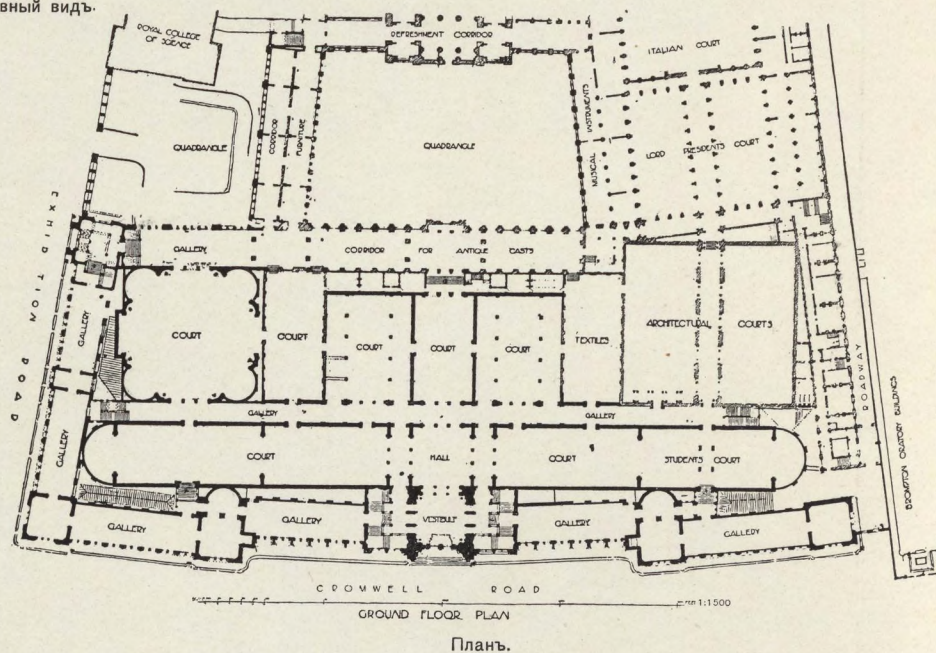 вный видъ.
ROYAL COLLEGE
OF SCIENCE
REFRESHMENT CORRIDOR
ITALIAN COURT
QUADRANGLE
CORRIDOR
FURNITURE
QUADRANGLE
MUSICAL INSTRUMENTS
LORD PRESIDENTS COURT
EXHIBITION ROAD
GALLERY
CORRIDOR FOR ANTIQUE CASTS
GALLERY
COURT
COURT
COURT
COURT
COURT
TEXTILES
ARCHITECTURAL COURTS
ROADWAY
BROMPTON ORATORY BUILDINGS
GALLERY
GALLERY
GALLERY
COURT
HALL
COURT
STUDENTS COURT
GALLERY
GALLERY
VESTIBULE
GALLERY
GALLERY
CROMWELL ROAD
1:1500
GROUND FLOOR PLAN
Планъ.